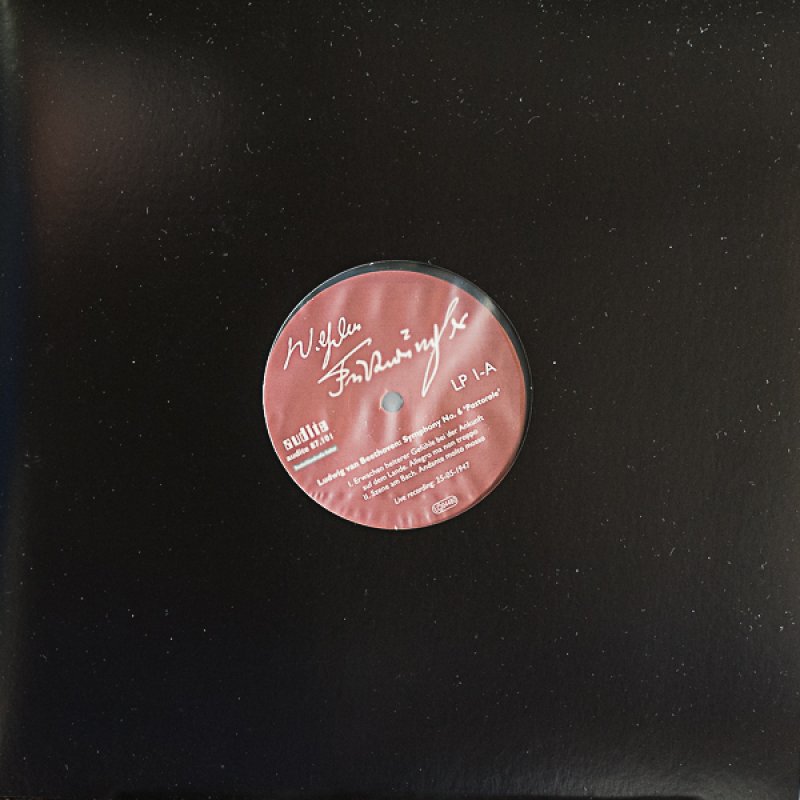 Wilhelm
Furtwängler
LP 1-A
audite
audite 87.101
Ludwig van Beethoven: Symphony No. 6 "Pastorale"
I. Erwachen heiterer Gefühle bei der Ankunft
auf dem Lande. Allegro ma non troppo
II. Szene am Bach. Andante molto mosso
Live recording: 25-05-1947